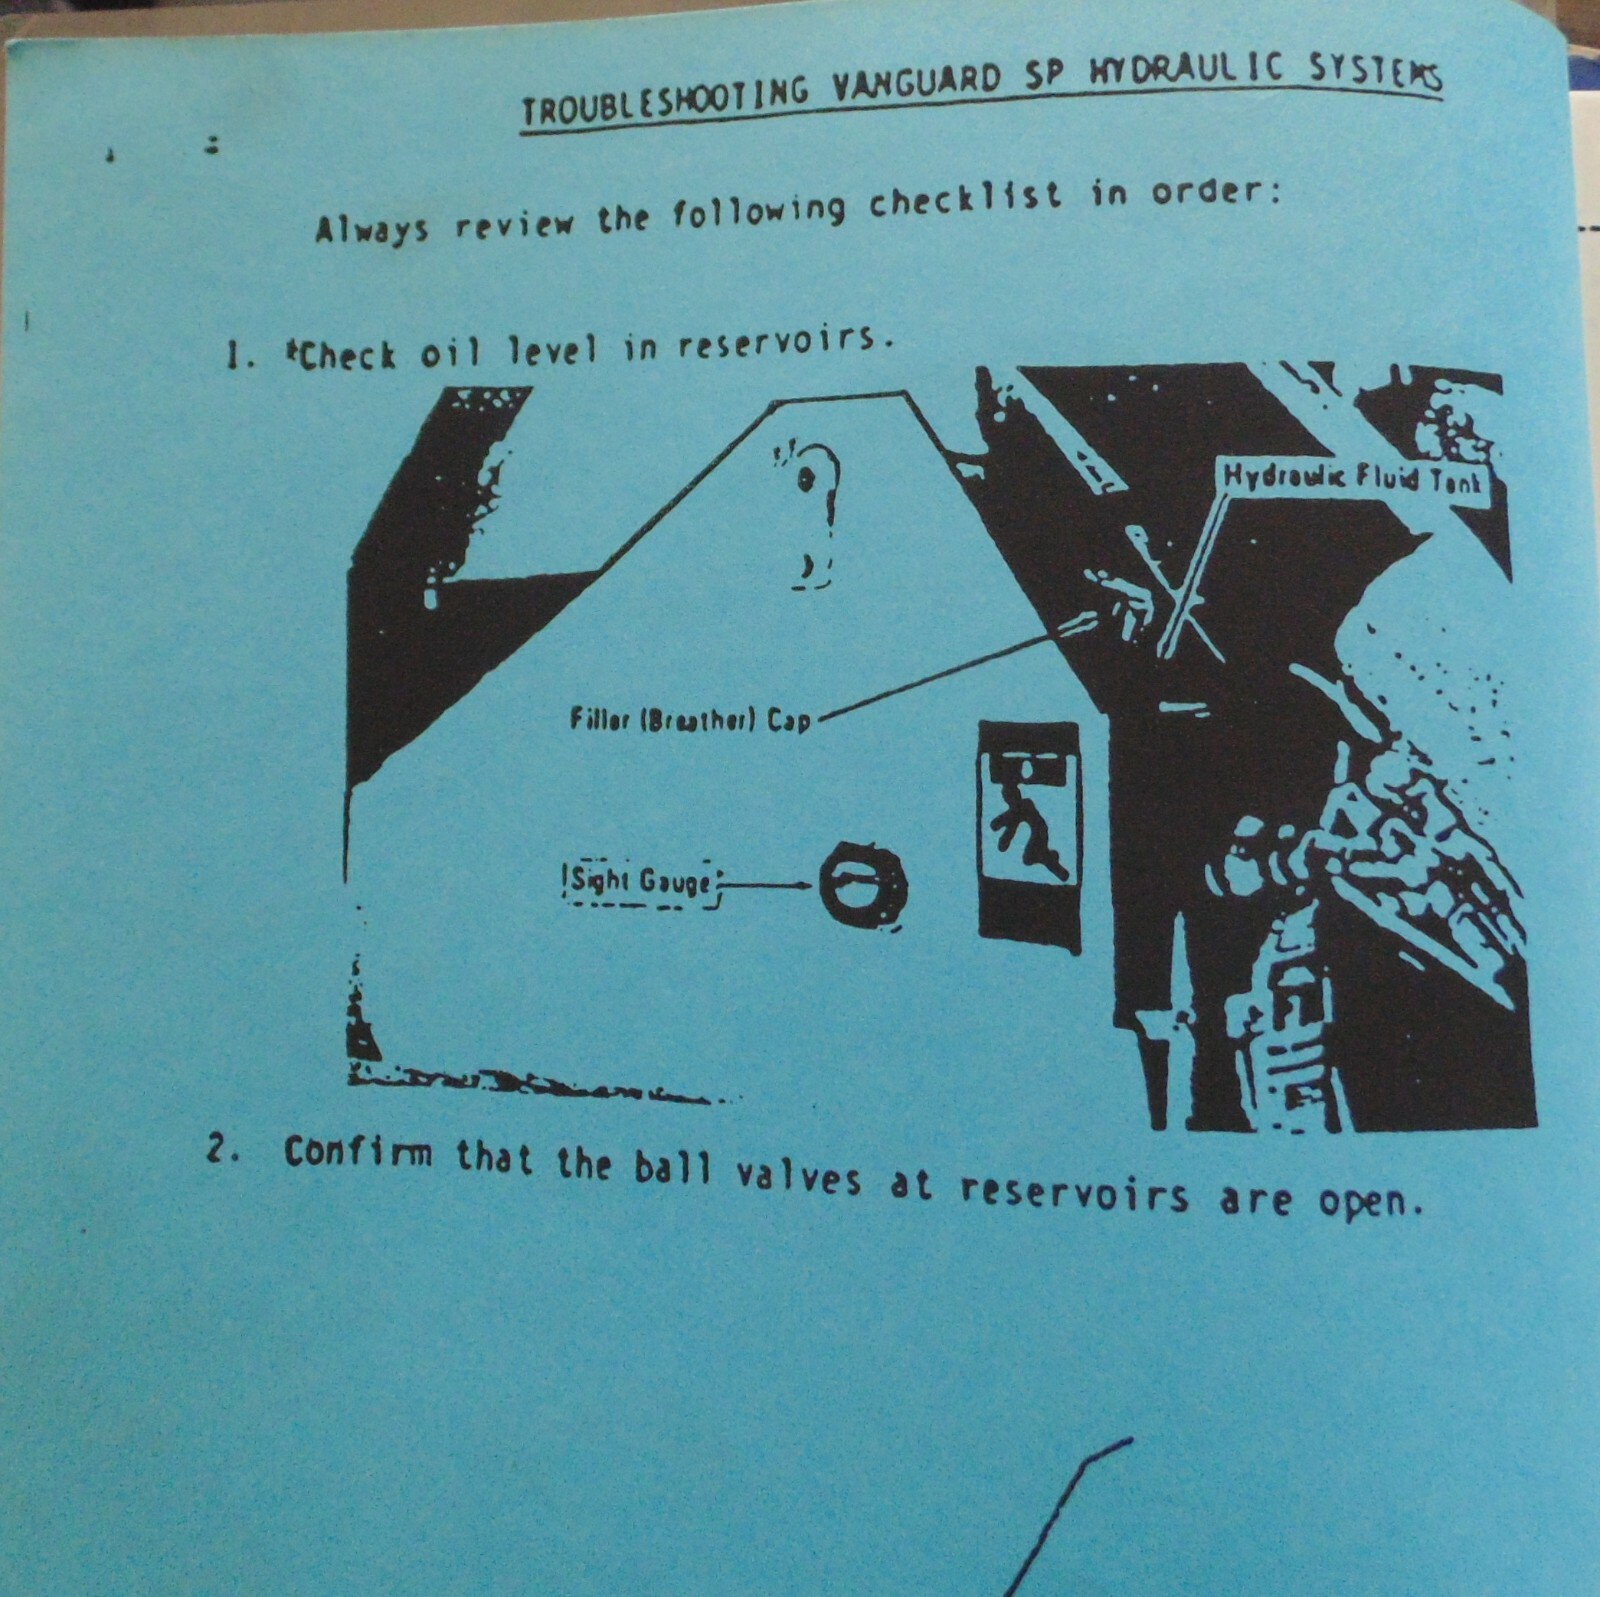 TROUBLESHOOTING VANGUARD SP HYDRAULIC SYSTEMS
Always review the following checklist in order:
1. *Check oil level in reservoirs.
Hydraulic Fluid Tank
Filler (Breather) Cap
Sight Gauge
2. Confirm that the ball valves at reservoirs are open.